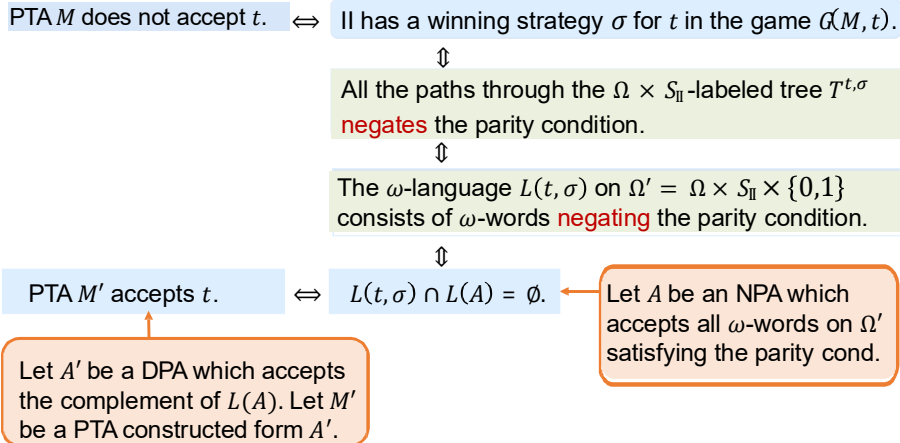 PTA M does not accept t. ⇔ II has a winning strategy σ for t in the game G(M, t).
⇕
All the paths through the Ω × S_II-labeled tree T^{t,σ}
negates the parity condition.
⇕
The ω-language L(t, σ) on Ω′ = Ω × S_II × {0,1}
consists of ω-words negating the parity condition.
⇕
PTA M′ accepts t. ⇔ L(t, σ) ∩ L(A) = ∅.
Let A be an NPA which
accepts all ω-words on Ω′
satisfying the parity cond.
Let A′ be a DPA which accepts
the complement of L(A). Let M′
be a PTA constructed form A′.